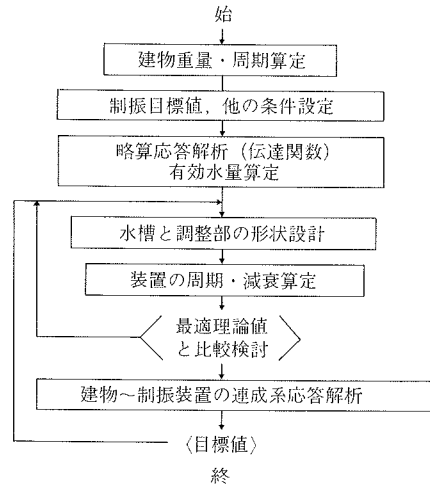 始
建物重量・周期算定
制振目標値,他の条件設定
略算応答解析(伝達関数)
有効水量算定
水槽と調整部の形状設計
装置の周期・減衰算定
最適理論値
と比較検討
建物～制振装置の連成系応答解析
〈目標値〉
終